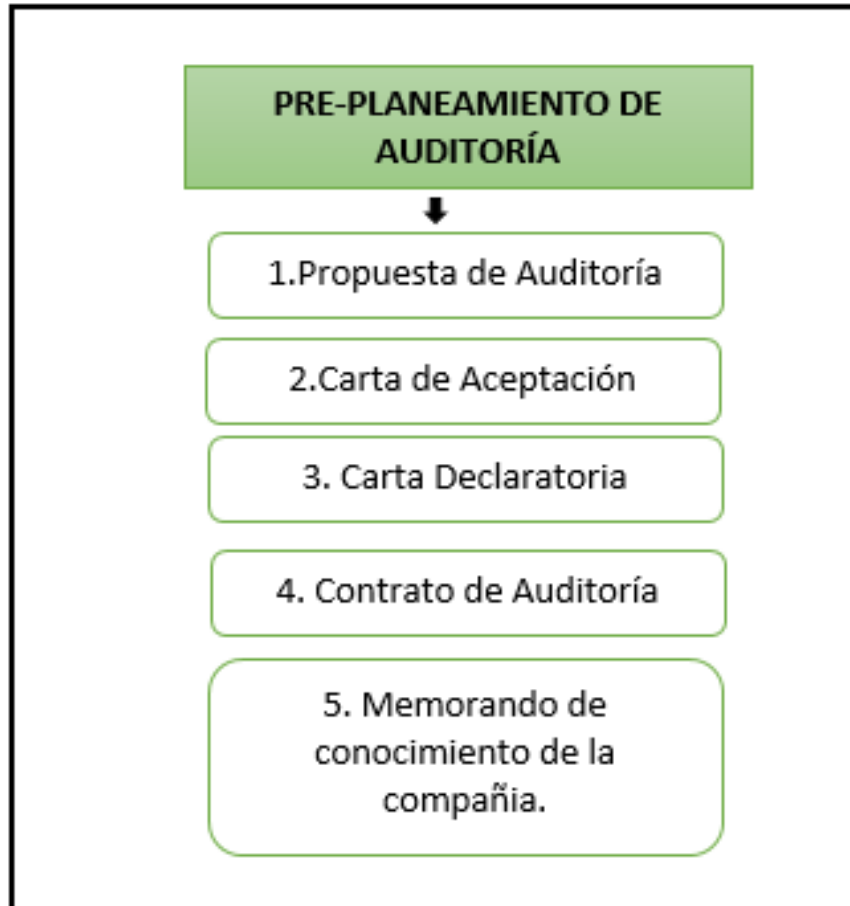 PRE-PLANEAMIENTO DE
AUDITORÍA
1.Propuesta de Auditoría
2.Carta de Aceptación
3. Carta Declaratoria
4. Contrato de Auditoría
5. Memorando de
conocimiento de la
compañia.